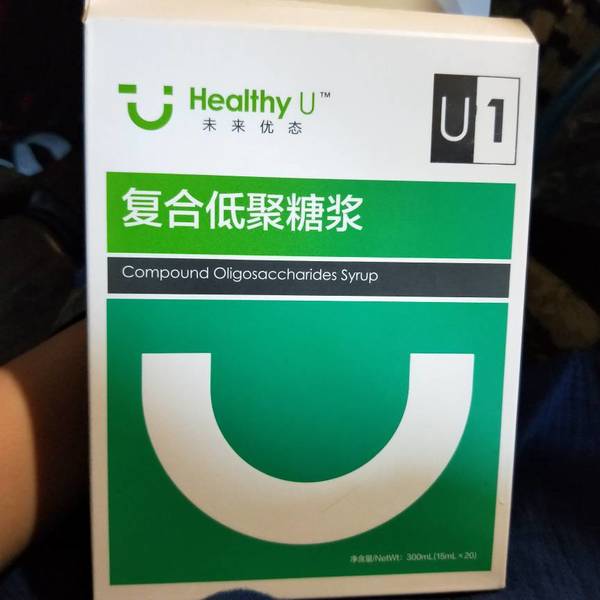 Healthy U™
未来优态
U1
复合低聚糖浆
Compound Oligosaccharides Syrup
净含量/NetWt: 300mL(15mL×20)